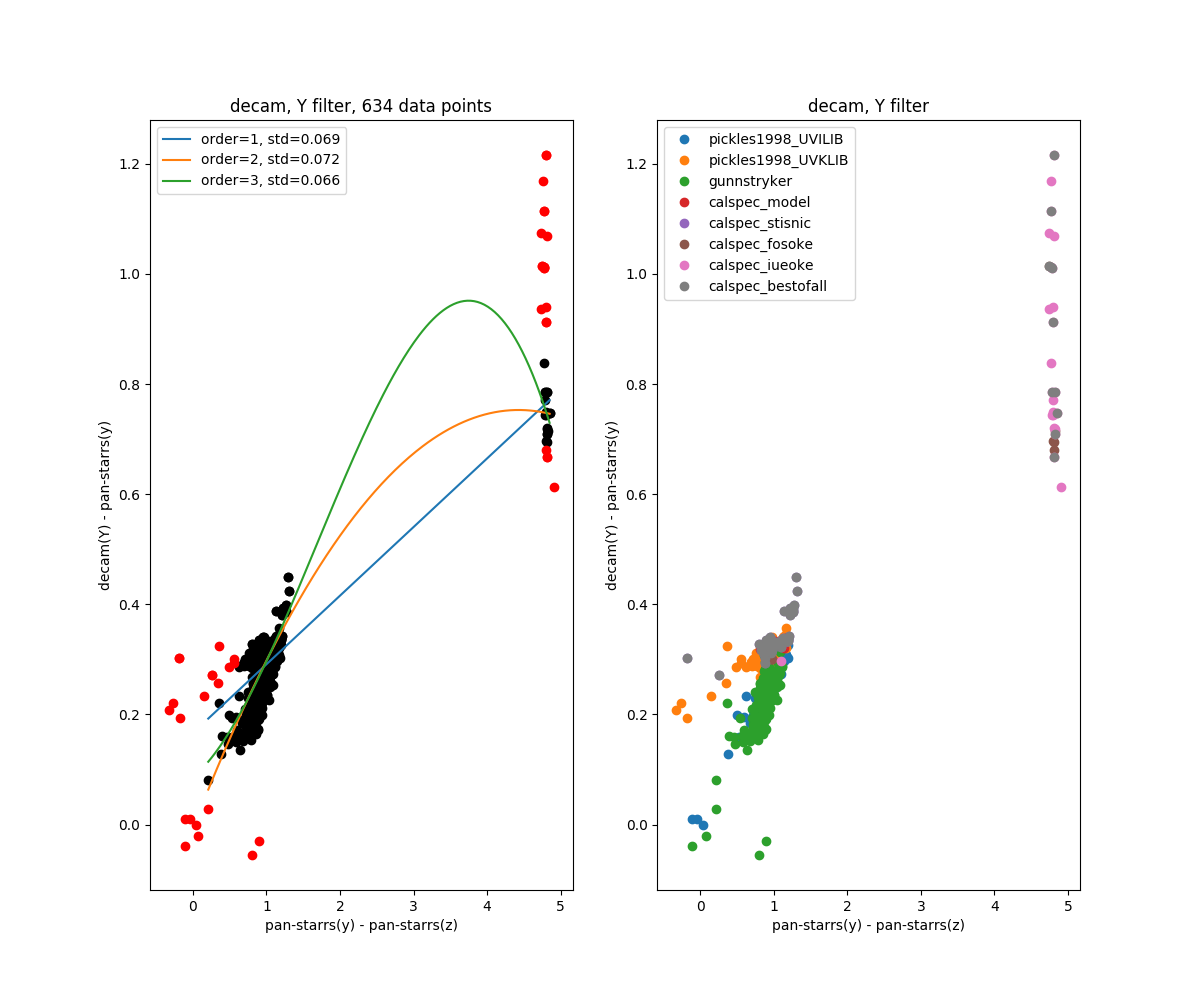 decam, Y filter, 634 data points
order=1, std=0.069
order=2, std=0.072
order=3, std=0.066
1.2
1.0
0.8
0.6
0.4
0.2
0.0
decam(Y) - pan-starrs(y)
0 1 2 3 4 5
pan-starrs(y) - pan-starrs(z)
decam, Y filter
pickles1998_UVILIB
pickles1998_UVKLIB
gunnstryker
calspec_model
calspec_stisnic
calspec_fosoke
calspec_iueoke
calspec_bestofall
1.2
1.0
0.8
0.6
0.4
0.2
0.0
decam(Y) - pan-starrs(y)
0 1 2 3 4 5
pan-starrs(y) - pan-starrs(z)